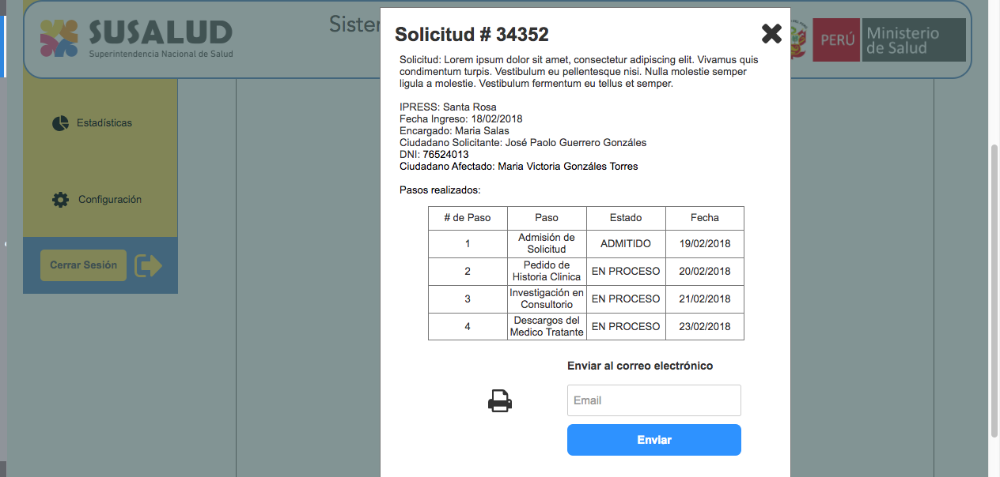 SUSALUD
Superintendencia Nacional de Salud
PERÚ
Ministerio
de Salud
Estadísticas
Configuración
Cerrar Sesión
Solicitud # 34352
Solicitud: Lorem ipsum dolor sit amet, consectetur adipiscing elit. Vivamus quis
condimentum turpis. Vestibulum eu pellentesque nisi. Nulla molestie semper
ligula a molestie. Vestibulum fermentum eu tellus et semper.
IPRESS: Santa Rosa
Fecha Ingreso: 18/02/2018
Encargado: Maria Salas
Ciudadano Solicitante: José Paolo Guerrero Gonzáles
DNI: 76524013
Ciudadano Afectado: Maria Victoria Gonzáles Torres
Pasos realizados:
# de Paso Paso Estado Fecha
1 Admisión de Solicitud ADMITIDO 19/02/2018
2 Pedido de Historia Clinica EN PROCESO 20/02/2018
3 Investigación en Consultorio EN PROCESO 21/02/2018
4 Descargos del Medico Tratante EN PROCESO 23/02/2018
Enviar al correo electrónico
Email
Enviar